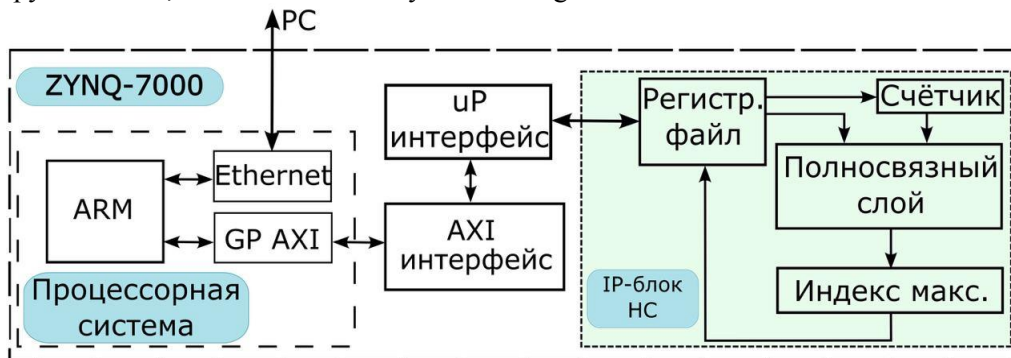 PC
ZYNQ-7000
ARM
Ethernet
GP AXI
Процессорная
система
uP
интерфейс
AXI
интерфейс
Регистр.
файл
Счётчик
Полносвязный
слой
Индекс макс.
IP-блок
НС